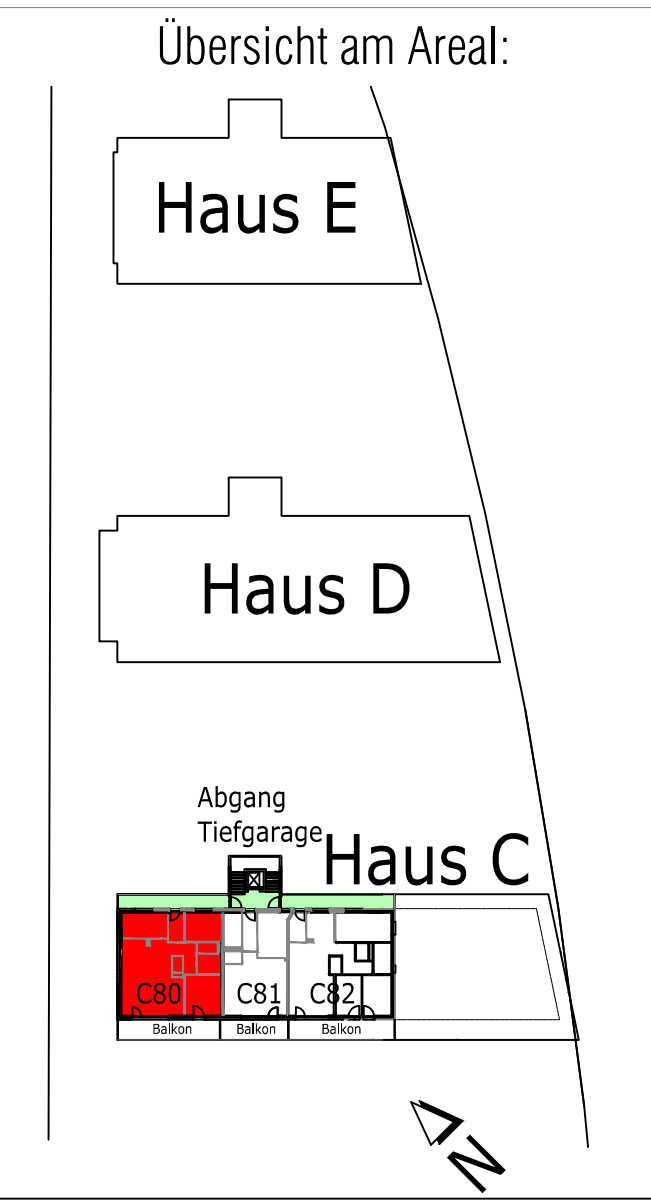 Übersicht am Areal:
Haus E
Haus D
Abgang
Tiefgarage
Haus C
C80
C81
C82
Balkon
Balkon
Balkon
N